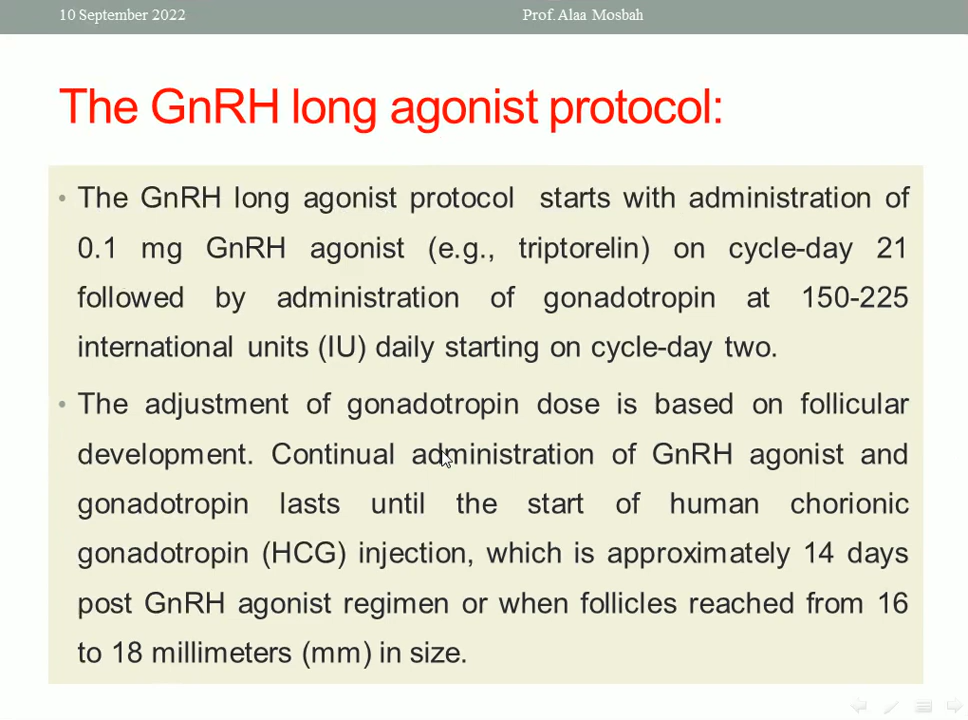 10 September 2022 Prof. Alaa Mosbah
The GnRH long agonist protocol:
• The GnRH long agonist protocol starts with administration of
0.1 mg GnRH agonist (e.g., triptorelin) on cycle-day 21
followed by administration of gonadotropin at 150-225
international units (IU) daily starting on cycle-day two.
• The adjustment of gonadotropin dose is based on follicular
development. Continual administration of GnRH agonist and
gonadotropin lasts until the start of human chorionic
gonadotropin (HCG) injection, which is approximately 14 days
post GnRH agonist regimen or when follicles reached from 16
to 18 millimeters (mm) in size.